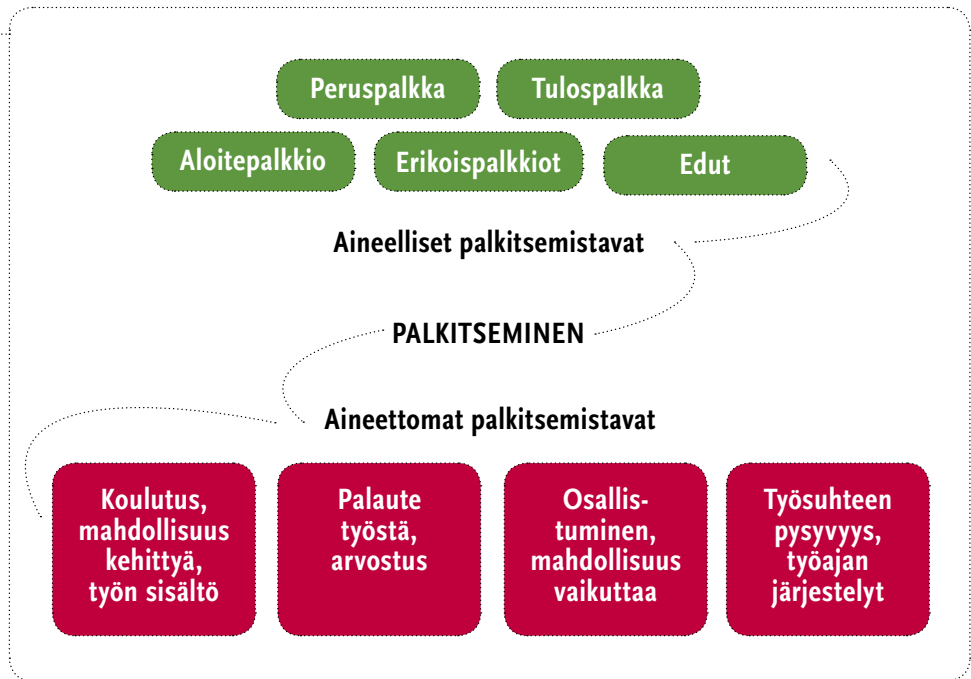 Peruspalkka
Tulospalkka
Aloitepalkkio
Erikoispalkkiot
Edut
Aineelliset palkitsemistavat
PALKITSEMINEN
Aineettomat palkitsemistavat
Koulutus,
mahdollisuus
kehittyä,
työn sisältö
Palaute
työstä,
arvostus
Osallis-
tuminen,
mahdollisuus
vaikuttaa
Työsuhteen
pysyvyys,
työajan
järjestelyt